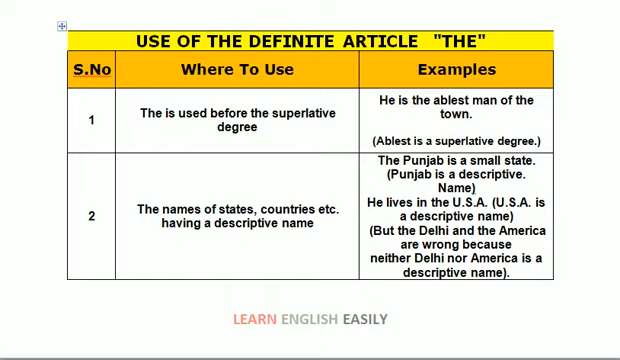 USE OF THE DEFINITE ARTICLE "THE"
S.No Where To Use Examples
1
The is used before the superlative
degree
He is the ablest man of the
town.
(Ablest is a superlative degree.)
2
The names of states, countries etc.
having a descriptive name
The Punjab is a small state.
(Punjab is a descriptive.
Name)
He lives in the U.S.A. (U.S.A. is
a descriptive name)
(But the Delhi and the America
are wrong because
neither Delhi nor America is a
descriptive name).
LEARN ENGLISH EASILY